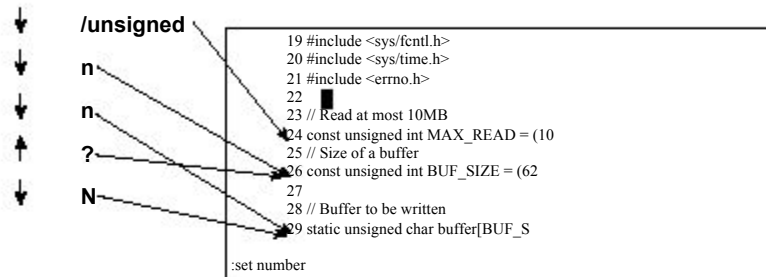 /unsigned
n
n
?
N
19 #include <sys/fcntl.h>
20 #include <sys/time.h>
21 #include <errno.h>
22
23 // Read at most 10MB
24 const unsigned int MAX_READ = (10
25 // Size of a buffer
26 const unsigned int BUF_SIZE = (62
27
28 // Buffer to be written
29 static unsigned char buffer[BUF_S
:set number